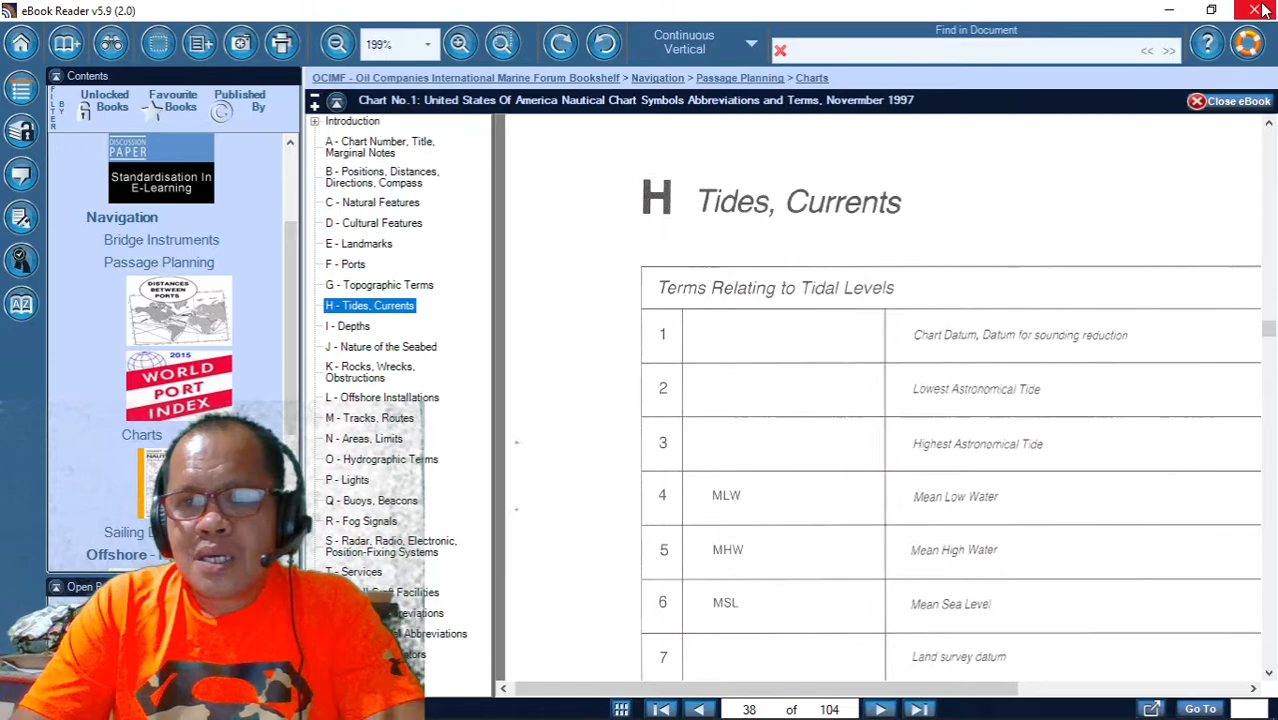 eBook Reader v5.9 (2.0)
199%
Continuous
Vertical
Find in Document
<< >>
Contents
FILTER BY
Unlocked
Books
Favourite
Books
Published
By
DISCUSSION
PAPER
Standardisation In
E-Learning
Navigation
Bridge Instruments
Passage Planning
DISTANCES
BETWEEN
PORTS
2015
WORLD
PORT
INDEX
Charts
Sailing
Offshore -
OCIMF - Oil Companies International Marine Forum Bookshelf > Navigation > Passage Planning > Charts
Chart No.1: United States Of America Nautical Chart Symbols Abbreviations and Terms, November 1997
Close eBook
Introduction
A - Chart Number, Title,
Marginal Notes
B - Positions, Distances,
Directions, Compass
C - Natural Features
D - Cultural Features
E - Landmarks
F - Ports
G - Topographic Terms
H - Tides, Currents
I - Depths
J - Nature of the Seabed
K - Rocks, Wrecks,
Obstructions
L - Offshore Installations
M - Tracks, Routes
N - Areas, Limits
O - Hydrographic Terms
P - Lights
Q - Buoys, Beacons
R - Fog Signals
S - Radar, Radio, Electronic,
Position-Fixing Systems
T - Services
Facilities
Abbreviations
H Tides, Currents
Terms Relating to Tidal Levels
1 Chart Datum, Datum for sounding reduction
2 Lowest Astronomical Tide
3 Highest Astronomical Tide
4 MLW Mean Low Water
5 MHW Mean High Water
6 MSL Mean Sea Level
7 Land survey datum
38 of 104
Go To